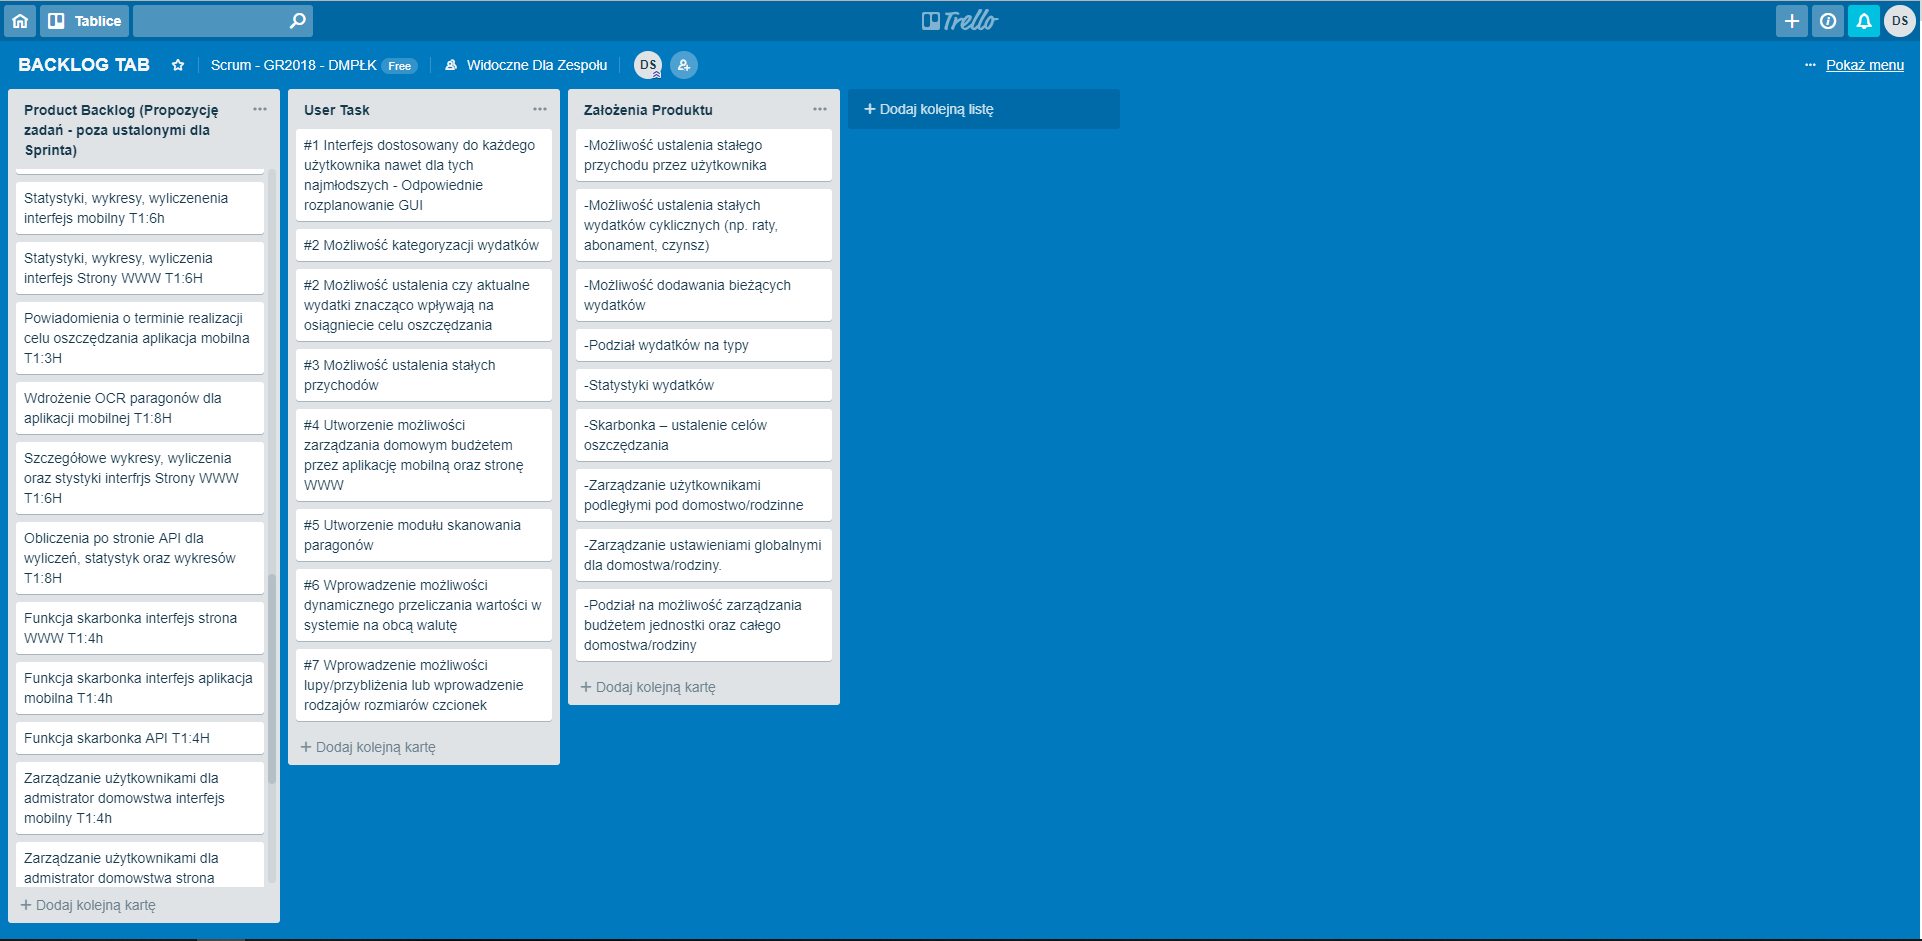 Tablice
Trello
DS
BACKLOG TAB
Scrum - GR2018 - DMPŁK Free
Widoczne Dla Zespołu
DS
Pokaż menu
Product Backlog (Propozycję
zadań - poza ustalonymi dla
Sprinta)
Statystyki, wykresy, wyliczenenia
interfejs mobilny T1:6h
Statystyki, wykresy, wyliczenia
interfejs Strony WWW T1:6H
Powiadomienia o terminie realizacji
celu oszczędzania aplikacja mobilna
T1:3H
Wdrożenie OCR paragonów dla
aplikacji mobilnej T1:8H
Szczegółowe wykresy, wyliczenia
oraz stystyki interfrjs Strony WWW
T1:6H
Obliczenia po stronie API dla
wyliczeń, statystyk oraz wykresów
T1:8H
Funkcja skarbonka interfejs strona
WWW T1:4h
Funkcja skarbonka interfejs aplikacja
mobilna T1:4h
Funkcja skarbonka API T1:4H
Zarządzanie użytkownikami dla
admistrator domowstwa interfejs
mobilny T1:4h
Zarządzanie użytkownikami dla
admistrator domowstwa strona
+ Dodaj kolejną kartę
User Task
#1 Interfejs dostosowany do każdego
użytkownika nawet dla tych
najmłodszych - Odpowiednie
rozplanowanie GUI
#2 Możliwość kategoryzacji wydatków
#2 Możliwość ustalenia czy aktualne
wydatki znacząco wpływają na
osiągniecie celu oszczędzania
#3 Możliwość ustalenia stałych
przychodów
#4 Utworzenie możliwości
zarządzania domowym budżetem
przez aplikację mobilną oraz stronę
WWW
#5 Utworzenie modułu skanowania
paragonów
#6 Wprowadzenie możliwości
dynamicznego przeliczania wartości w
systemie na obcą walutę
#7 Wprowadzenie możliwości
lupy/przybliżenia lub wprowadzenie
rodzajów rozmiarów czcionek
+ Dodaj kolejną kartę
Założenia Produktu
-Możliwość ustalenia stałego
przychodu przez użytkownika
-Możliwość ustalenia stałych
wydatków cyklicznych (np. raty,
abonament, czynsz)
-Możliwość dodawania bieżących
wydatków
-Podział wydatków na typy
-Statystyki wydatków
-Skarbonka – ustalenie celów
oszczędzania
-Zarządzanie użytkownikami
podległymi pod domostwo/rodzinne
-Zarządzanie ustawieniami globalnymi
dla domostwa/rodziny.
-Podział na możliwość zarządzania
budżetem jednostki oraz całego
domostwa/rodziny
+ Dodaj kolejną kartę
+ Dodaj kolejną listę